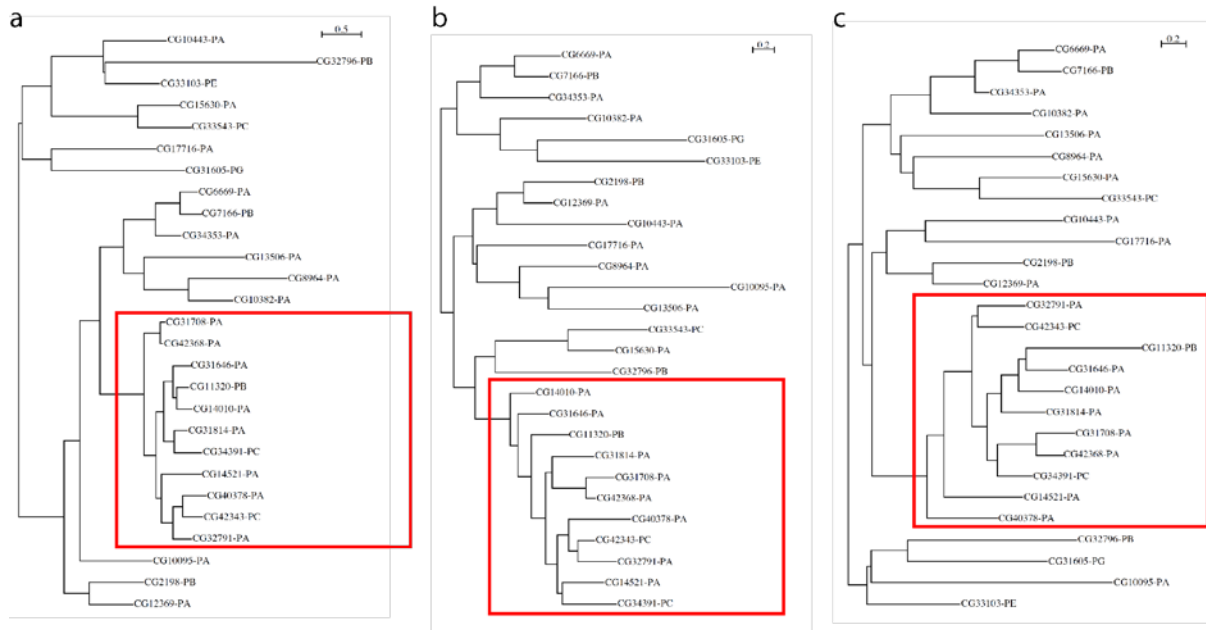 a
0.5
CG10443-PA
CG32796-PB
CG33103-PE
CG15630-PA
CG33543-PC
CG17716-PA
CG31605-PG
CG6669-PA
CG7166-PB
CG34353-PA
CG13506-PA
CG8964-PA
CG10382-PA
CG31708-PA
CG42368-PA
CG31646-PA
CG11320-PB
CG14010-PA
CG31814-PA
CG34391-PC
CG14521-PA
CG40378-PA
CG42343-PC
CG32791-PA
CG10095-PA
CG2198-PB
CG12369-PA
b
0.2
CG6669-PA
CG7166-PB
CG34353-PA
CG10382-PA
CG31605-PG
CG33103-PE
CG2198-PB
CG12369-PA
CG10443-PA
CG17716-PA
CG8964-PA
CG10095-PA
CG13506-PA
CG33543-PC
CG15630-PA
CG32796-PB
CG14010-PA
CG31646-PA
CG11320-PB
CG31814-PA
CG31708-PA
CG42368-PA
CG40378-PA
CG42343-PC
CG32791-PA
CG14521-PA
CG34391-PC
c
0.2
CG6669-PA
CG7166-PB
CG34353-PA
CG10382-PA
CG13506-PA
CG8964-PA
CG15630-PA
CG33543-PC
CG10443-PA
CG17716-PA
CG2198-PB
CG12369-PA
CG32791-PA
CG42343-PC
CG11320-PB
CG31646-PA
CG14010-PA
CG31814-PA
CG31708-PA
CG42368-PA
CG34391-PC
CG14521-PA
CG40378-PA
CG32796-PB
CG31605-PG
CG10095-PA
CG33103-PE